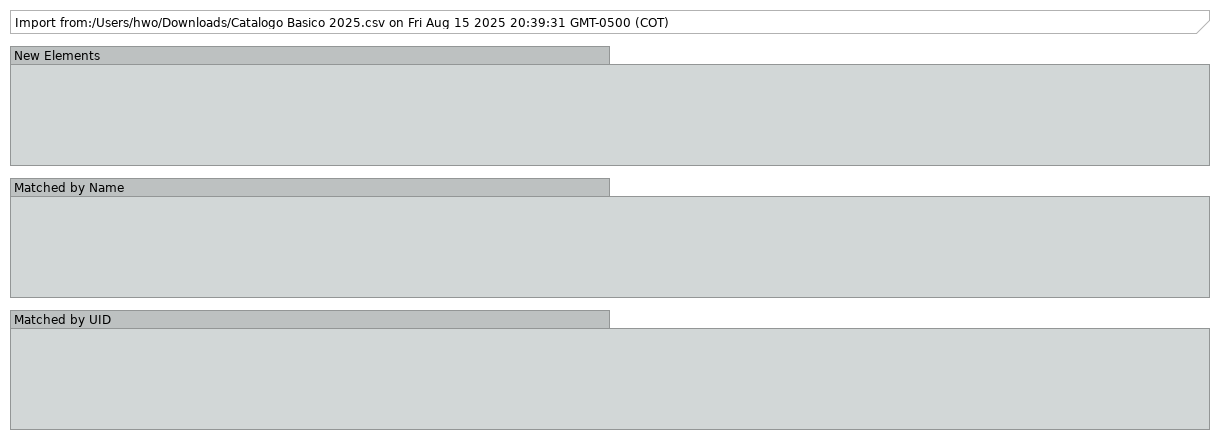 Import from:/Users/hwo/Downloads/Catalogo Basico 2025.csv on Fri Aug 15 2025 20:39:31 GMT-0500 (COT)
New Elements
Matched by Name
Matched by UID